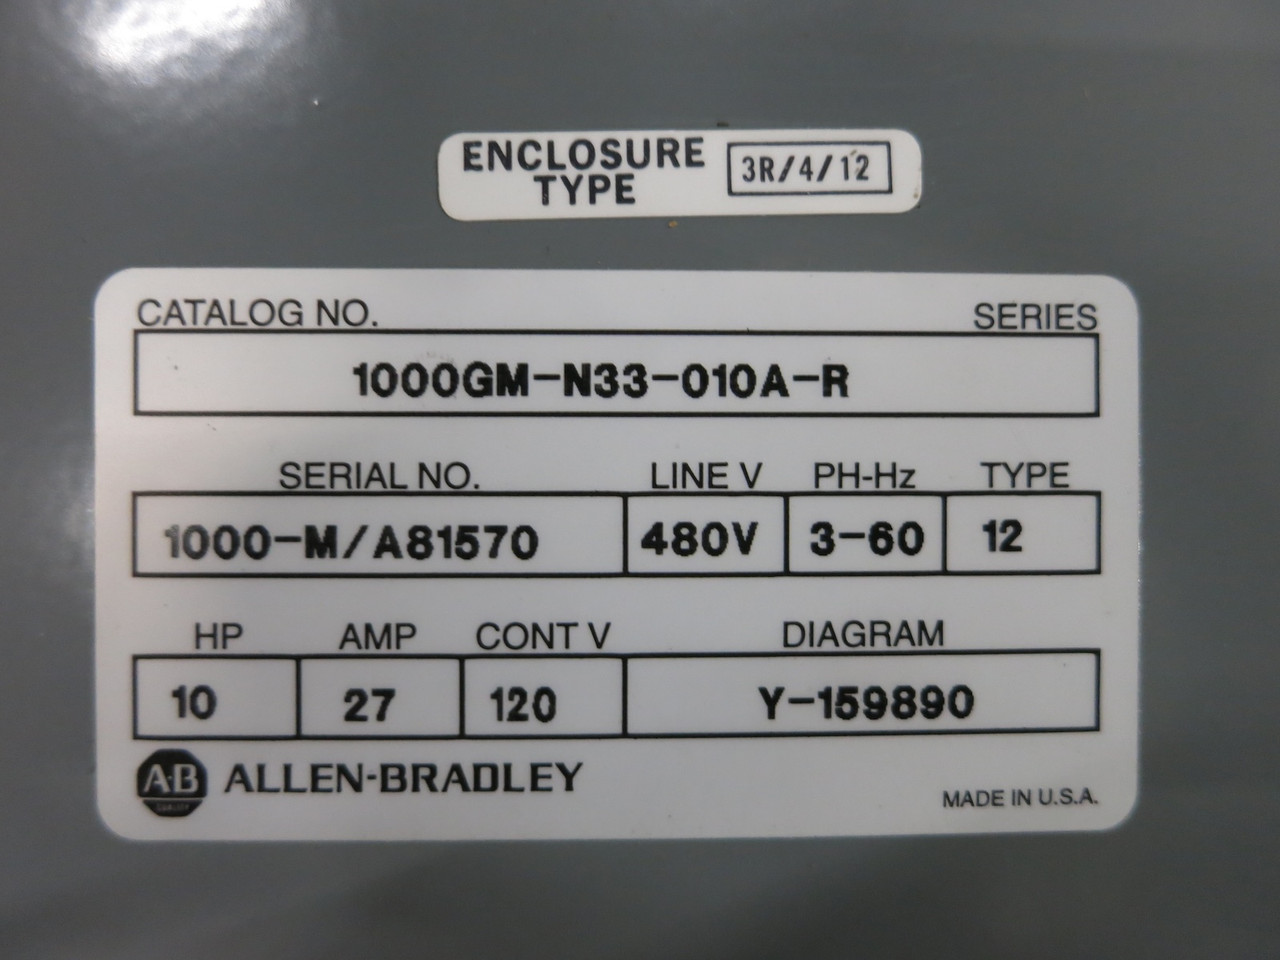 ENCLOSURE TYPE 3R/4/12
CATALOG NO. SERIES
1000GM-N33-010A-R
SERIAL NO. LINE V PH-Hz TYPE
1000-M/A81570 480V 3-60 12
HP AMP CONT V DIAGRAM
10 27 120 Y-159890
A-B QUALITY ALLEN-BRADLEY
MADE IN U.S.A.